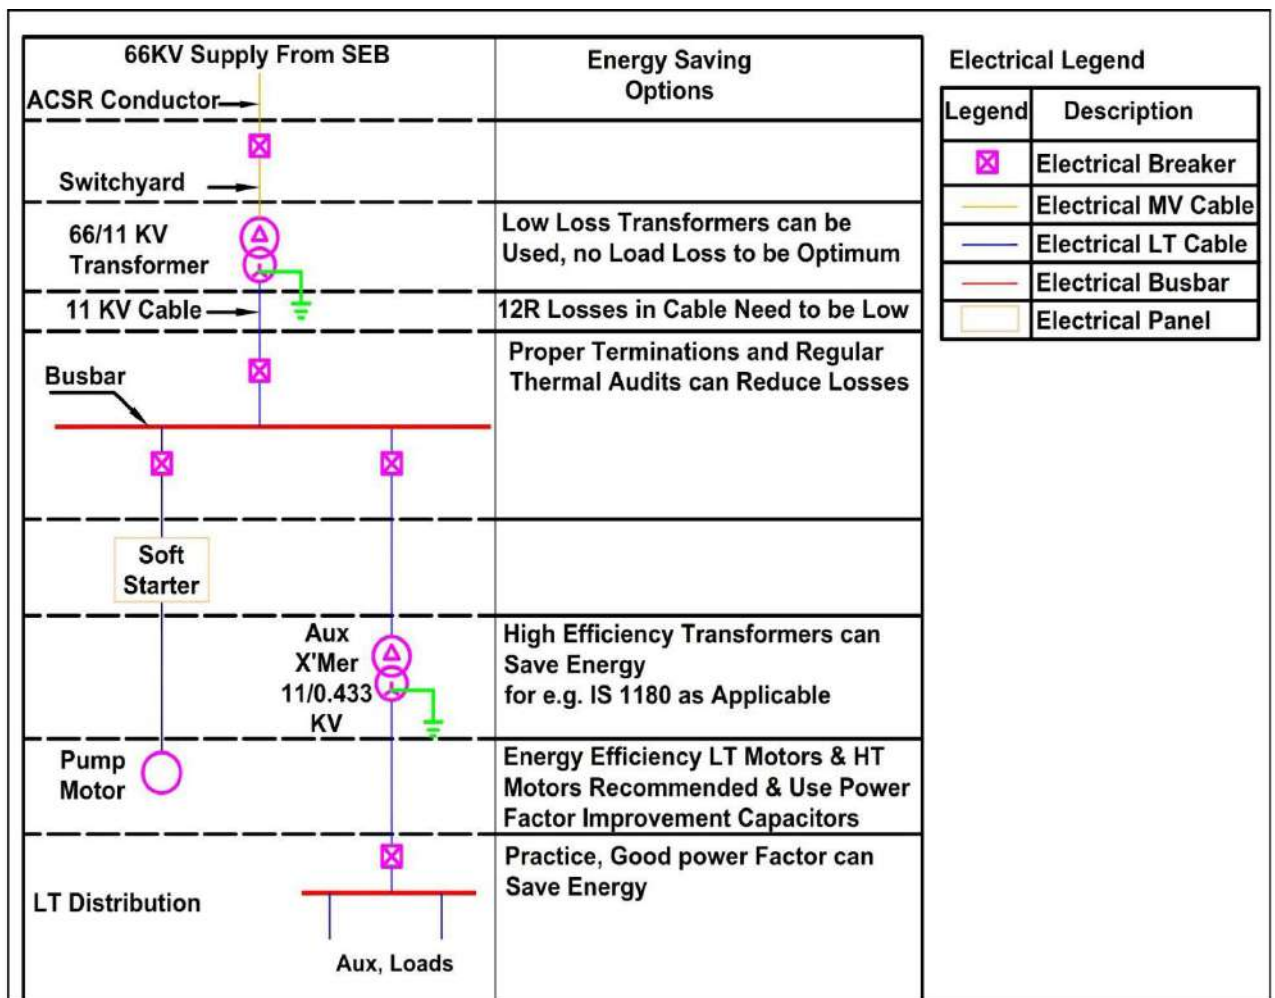 66KV Supply From SEB
Energy Saving
Options
ACSR Conductor
Switchyard
66/11 KV
Transformer
Low Loss Transformers can be
Used, no Load Loss to be Optimum
11 KV Cable
12R Losses in Cable Need to be Low
Busbar
Proper Terminations and Regular
Thermal Audits can Reduce Losses
Soft
Starter
Aux
X'Mer
11/0.433
KV
High Efficiency Transformers can
Save Energy
for e.g. IS 1180 as Applicable
Pump
Motor
Energy Efficiency LT Motors & HT
Motors Recommended & Use Power
Factor Improvement Capacitors
LT Distribution
Practice, Good power Factor can
Save Energy
Aux, Loads
Electrical Legend
Legend Description
Electrical Breaker
Electrical MV Cable
Electrical LT Cable
Electrical Busbar
Electrical Panel